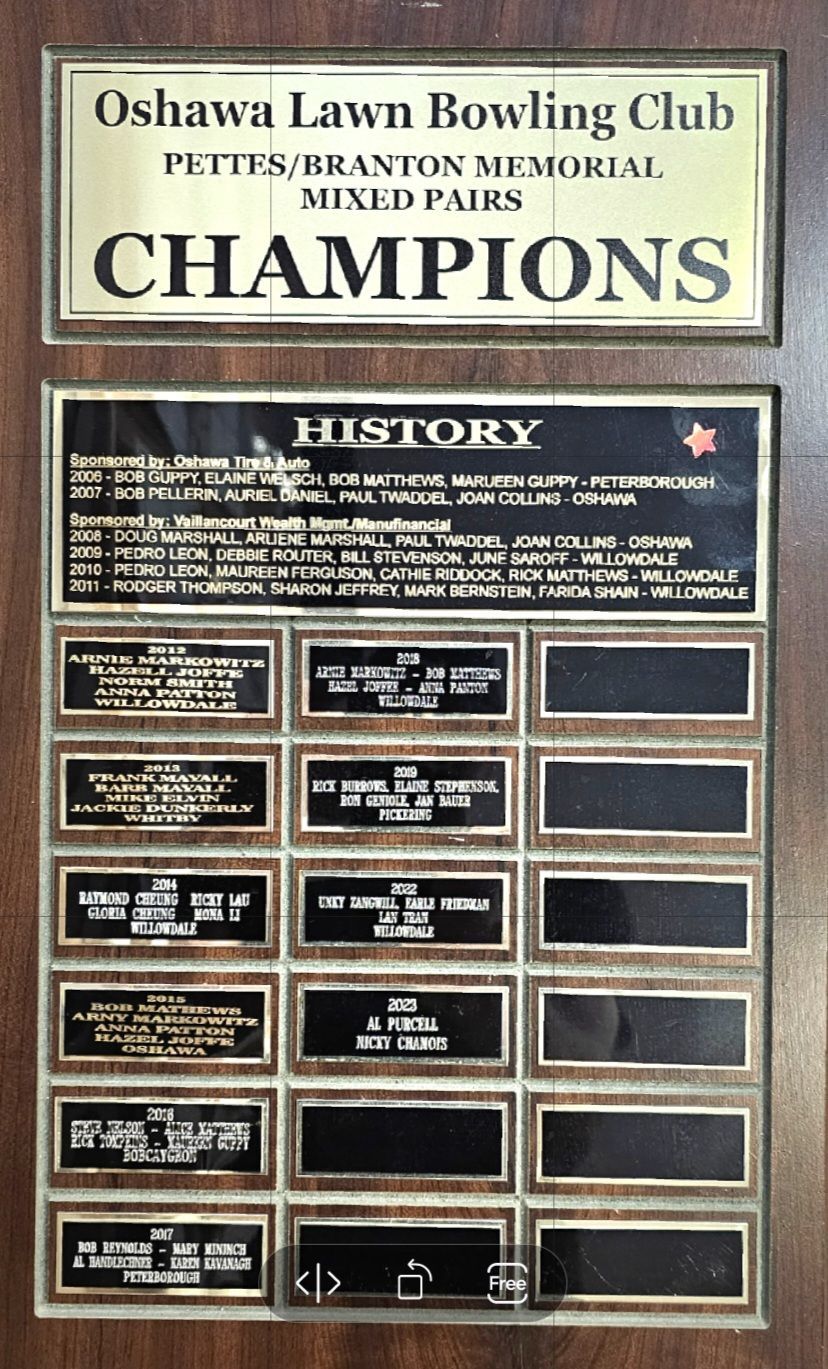 Oshawa Lawn Bowling Club
PETTES/BRANTON MEMORIAL
MIXED PAIRS
CHAMPIONS
HISTORY
Sponsored by: Oshawa Tire & Auto
2006 - BOB GUPPY, ELAINE WELSCH, BOB MATTHEWS, MARUEEN GUPPY - PETERBOROUGH
2007 - BOB PELLERIN, AURIEL DANIEL, PAUL TWADDEL, JOAN COLLINS - OSHAWA
Sponsored by: Vaillancourt Wealth Mgmt./Manufinancial
2008 - DOUG MARSHALL, ARLIENE MARSHALL, PAUL TWADDEL, JOAN COLLINS - OSHAWA
2009 - PEDRO LEON, DEBBIE ROUTER, BILL STEVENSON, JUNE SAROFF - WILLOWDALE
2010 - PEDRO LEON, MAUREEN FERGUSON, CATHIE RIDDOCK, RICK MATTHEWS - WILLOWDALE
2011 - RODGER THOMPSON, SHARON JEFFREY, MARK BERNSTEIN, FARIDA SHAIN - WILLOWDALE
2012
ARNIE MARKOWITZ
HAZELL JOFFE
NORM SMITH
ANNA PATTON
WILLOWDALE
2013
FRANK MAYALL
BARB MAYALL
MIKE ELVIN
JACKIE DUNKERLY
WHITBY
2014
RAYMOND CHEUNG RICKY LAU
GLORIA CHEUNG MONA LI
WILLOWDALE
2015
BOB MATHEWS
ARNY MARKOWITZ
ANNA PATTON
HAZEL JOFFE
OSHAWA
2016
STEVE NELSON - ALICE MATTHEWS
RICK TOMPKINS - MAUREEN GUPPY
BOBCAYGEON
2017
BOB REYNOLDS - MARY MININCH
AL HANDLECHNER - KAREN KAVANAGH
PETERBOROUGH
2018
ARNIE MARKOWITZ - BOB MATTHEWS
HAZEL JOFFEE - ANNA PANTON
WILLOWDALE
2019
RICK BURROWS, ELAINE STEPHENSON,
RON GENIOLE, JAN BAUER
PICKERING
2022
UNKY ZANGWILL, EARLE FRIEDMAN
LAN TRAN
WILLOWDALE
2023
AL PURCELL
NICKY CHAMOIS
Free